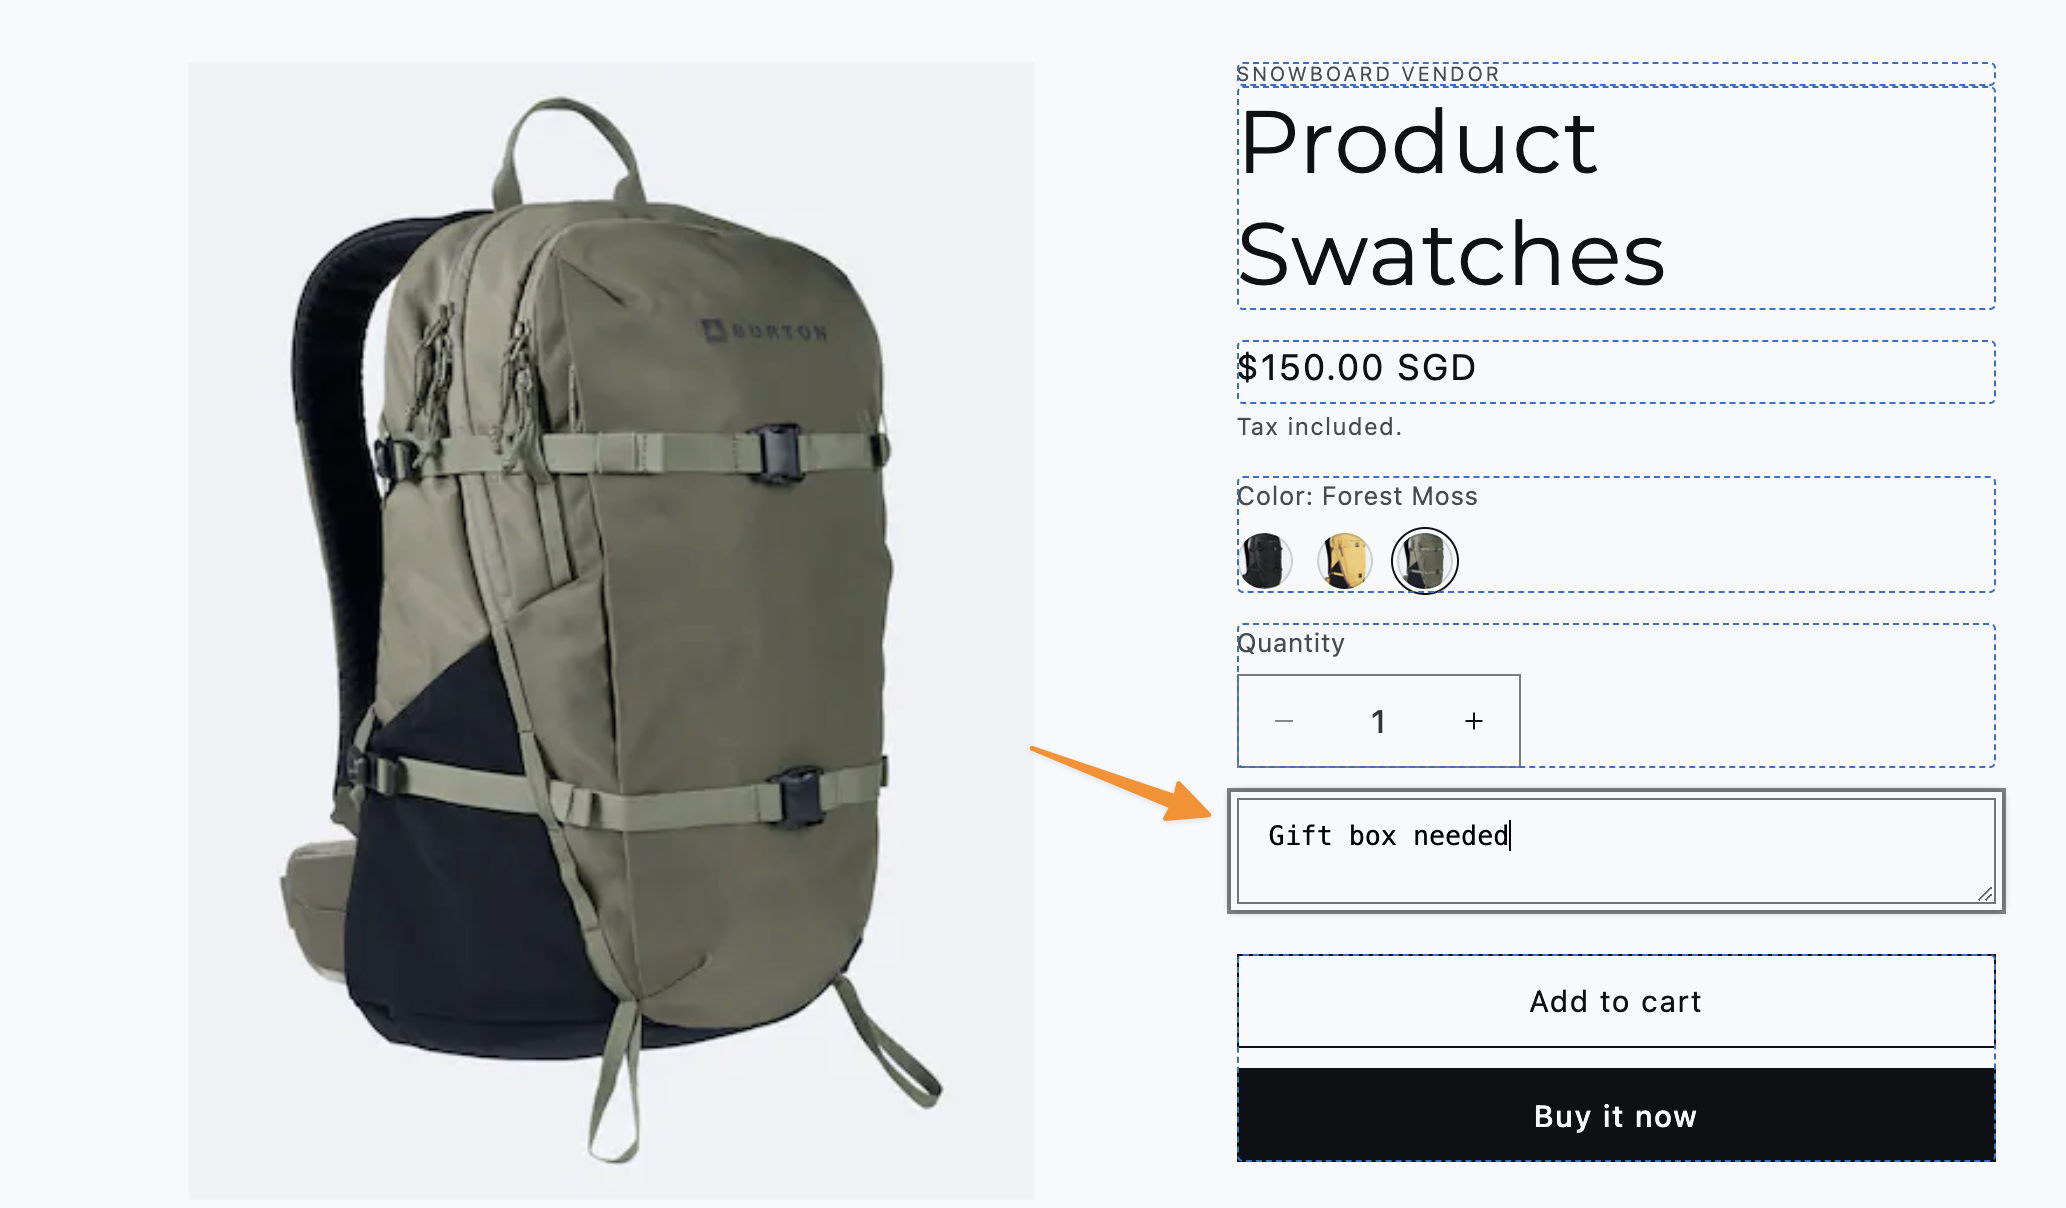 BURTON
SNOWBOARD VENDOR
Product
Swatches
$150.00 SGD
Tax included.
Color: Forest Moss
Quantity
− 1 +
Gift box needed
Add to cart
Buy it now